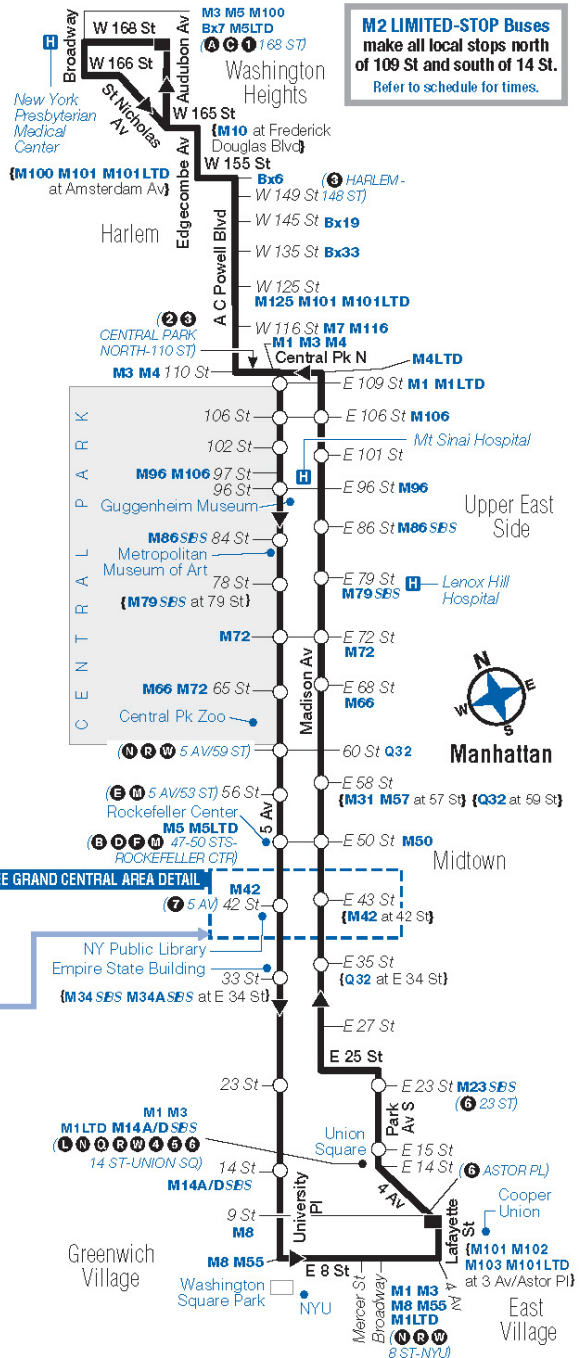 M3 M5 M100
Bx7 M5LTD
(A C 1 168 ST)
M2 LIMITED-STOP Buses
make all local stops north
of 109 St and south of 14 St.
Refer to schedule for times.
Broadway
W 168 St
Audubon Av
Washington
Heights
H
W 166 St
St Nicholas
Av
New York
Presbyterian
Medical
Center
W 165 St
{M10 at Frederick
Douglas Blvd}
Edgecombe Av
W 155 St
{M100 M101 M101LTD
at Amsterdam Av}
Bx6
(3 HARLEM-
148 ST)
W 149 St
Harlem
A C Powell Blvd
W 145 St Bx19
W 135 St Bx33
W 125 St
M125 M101 M101LTD
(2 3
CENTRAL PARK
NORTH-110 ST)
W 116 St M7 M116
M1 M3 M4
Central Pk N
M4LTD
M3 M4 110 St
E 109 St M1 M1LTD
CENTRAL PARK
106 St
E 106 St M106
102 St
Mt Sinai Hospital
H
E 101 St
M96 M106 97 St
96 St
E 96 St M96
Guggenheim Museum
Upper East
Side
M86SBS 84 St
E 86 St M86SBS
Metropolitan
Museum of Art
78 St
{M79SBS at 79 St}
E 79 St
M79SBS
H Lenox Hill
Hospital
M72
E 72 St
M72
Madison Av
M66 M72 65 St
E 68 St
M66
Central Pk Zoo
N
E
S
W
Manhattan
(N R W 5 AV/59 ST)
60 St Q32
(E M 5 AV/53 ST) 56 St
E 58 St
{M31 M57 at 57 St} {Q32 at 59 St}
5 Av
Rockefeller Center
M5 M5LTD
(B D F M 47-50 STS-
ROCKEFELLER CTR)
E 50 St M50
Midtown
EE GRAND CENTRAL AREA DETAIL
M42
(7 5 AV) 42 St
E 43 St
{M42 at 42 St}
NY Public Library
Empire State Building
33 St
{M34SBS M34ASBS at E 34 St}
E 35 St
{Q32 at E 34 St}
E 27 St
E 25 St
23 St
E 23 St M23SBS
(6 23 ST)
Park
Av S
M1 M3
M1LTD M14A/DSBS
(L N Q R W 4 5 6
14 ST-UNION SQ)
Union
Square
E 15 St
E 14 St
14 St
M14A/DSBS
(6 ASTOR PL)
4 Av
University
Pl
9 St
M8
Lafayette
St
Cooper
Union
{M101 M102
M103 M101LTD
at 3 Av/Astor Pl}
Greenwich
Village
M8 M55
E 8 St
Washington
Square Park
NYU
Mercer St
Broadway
M1 M3
M8 M55
M1LTD
(N R W
8 ST-NYU)
4 Av
East
Village